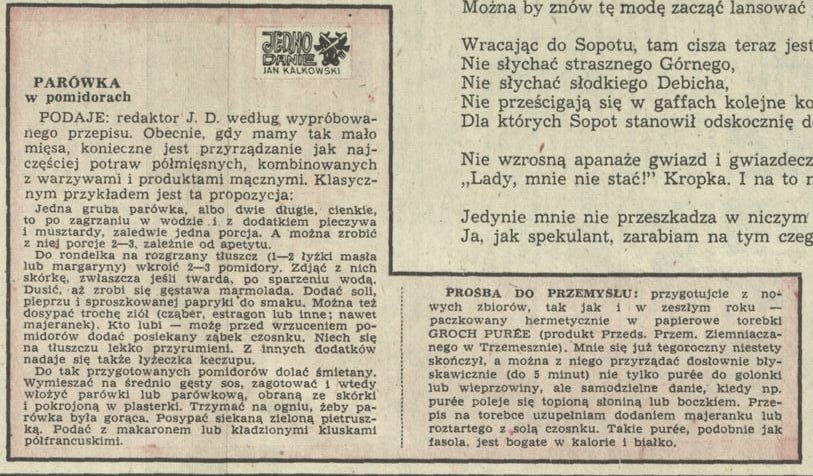 JEDNO
DANIE
JAN KALKOWSKI
PARÓWKA
w pomidorach
PODAJE: redaktor J. D. według wypróbowa-
nego przepisu. Obecnie, gdy mamy tak mało
mięsa, konieczne jest przyrządzanie jak naj-
częściej potraw półmięsnych, kombinowanych
z warzywami i produktami mącznymi. Klasycz-
nym przykładem jest ta propozycja:
Jedna gruba parówka, albo dwie długie, cienkie,
to po zagrzaniu w wodzie i z dodatkiem pieczywa
i musztardy, zaledwie jedna porcja. A można zrobić
z niej porcje 2—3, zależnie od apetytu.
Do rondelka na rozgrzany tłuszcz (1—2 łyżki masła
lub margaryny) wkroić 2—3 pomidory. Zdjąć z nich
skórkę, zwłaszcza jeśli twarda, po sparzeniu wodą.
Dusić, aż zrobi się gęstawa marmolada. Dodać soli,
pieprzu i sproszkowanej papryki do smaku. Można też
dosypać trochę ziół (cząber, estragon lub inne; nawet
majeranek). Kto lubi — może przed wrzuceniem po-
midorów dodać posiekany ząbek czosnku. Niech się
na tłuszczu lekko przyrumieni. Z innych dodatków
nadaje się także łyżeczka keczupu.
Do tak przygotowanych pomidorów dolać śmietany.
Wymieszać na średnio gęsty sos, zagotować i wtedy
włożyć parówki lub parówkową, obraną ze skórki
i pokrojoną w plasterki. Trzymać na ogniu, żeby pa-
rówka była gorąca. Posypać siekaną zieloną pietrusz-
ką. Podać z makaronem lub kładzionymi kluskami
półfrancuskimi.
Można by znów tę modę zacząć lansować
Wracając do Sopotu, tam cisza teraz jest
Nie słychać strasznego Górnego,
Nie słychać słodkiego Debicha,
Nie prześcigają się w gaffach kolejne ko
Dla których Sopot stanowił odskocznię d
Nie wzrosną apanaże gwiazd i gwiazdecz
„Lady, mnie nie stać!” Kropka. I na to n
Jedynie mnie nie przeszkadza w niczym
Ja, jak spekulant, zarabiam na tym czeg
PROŚBA DO PRZEMYSŁU: przygotujcie z no-
wych zbiorów, tak jak i w zeszłym roku —
paczkowany hermetycznie w papierowe torebki
GROCH PURÉE (produkt Przeds. Przem. Ziemniacza-
nego w Trzemesznie). Mnie się już tegoroczny niestety
skończył, a można z niego przyrządzać dosłownie bły-
skawicznie (do 5 minut) nie tylko purée do golonki
lub wieprzowiny, ale samodzielne danie, kiedy np.
purée poleje się topioną słoniną lub boczkiem. Prze-
pis na torebce uzupełniam dodaniem majeranku lub
roztartego z solą czosnku. Takie purée, podobnie jak
fasola, jest bogate w kalorie i białko.